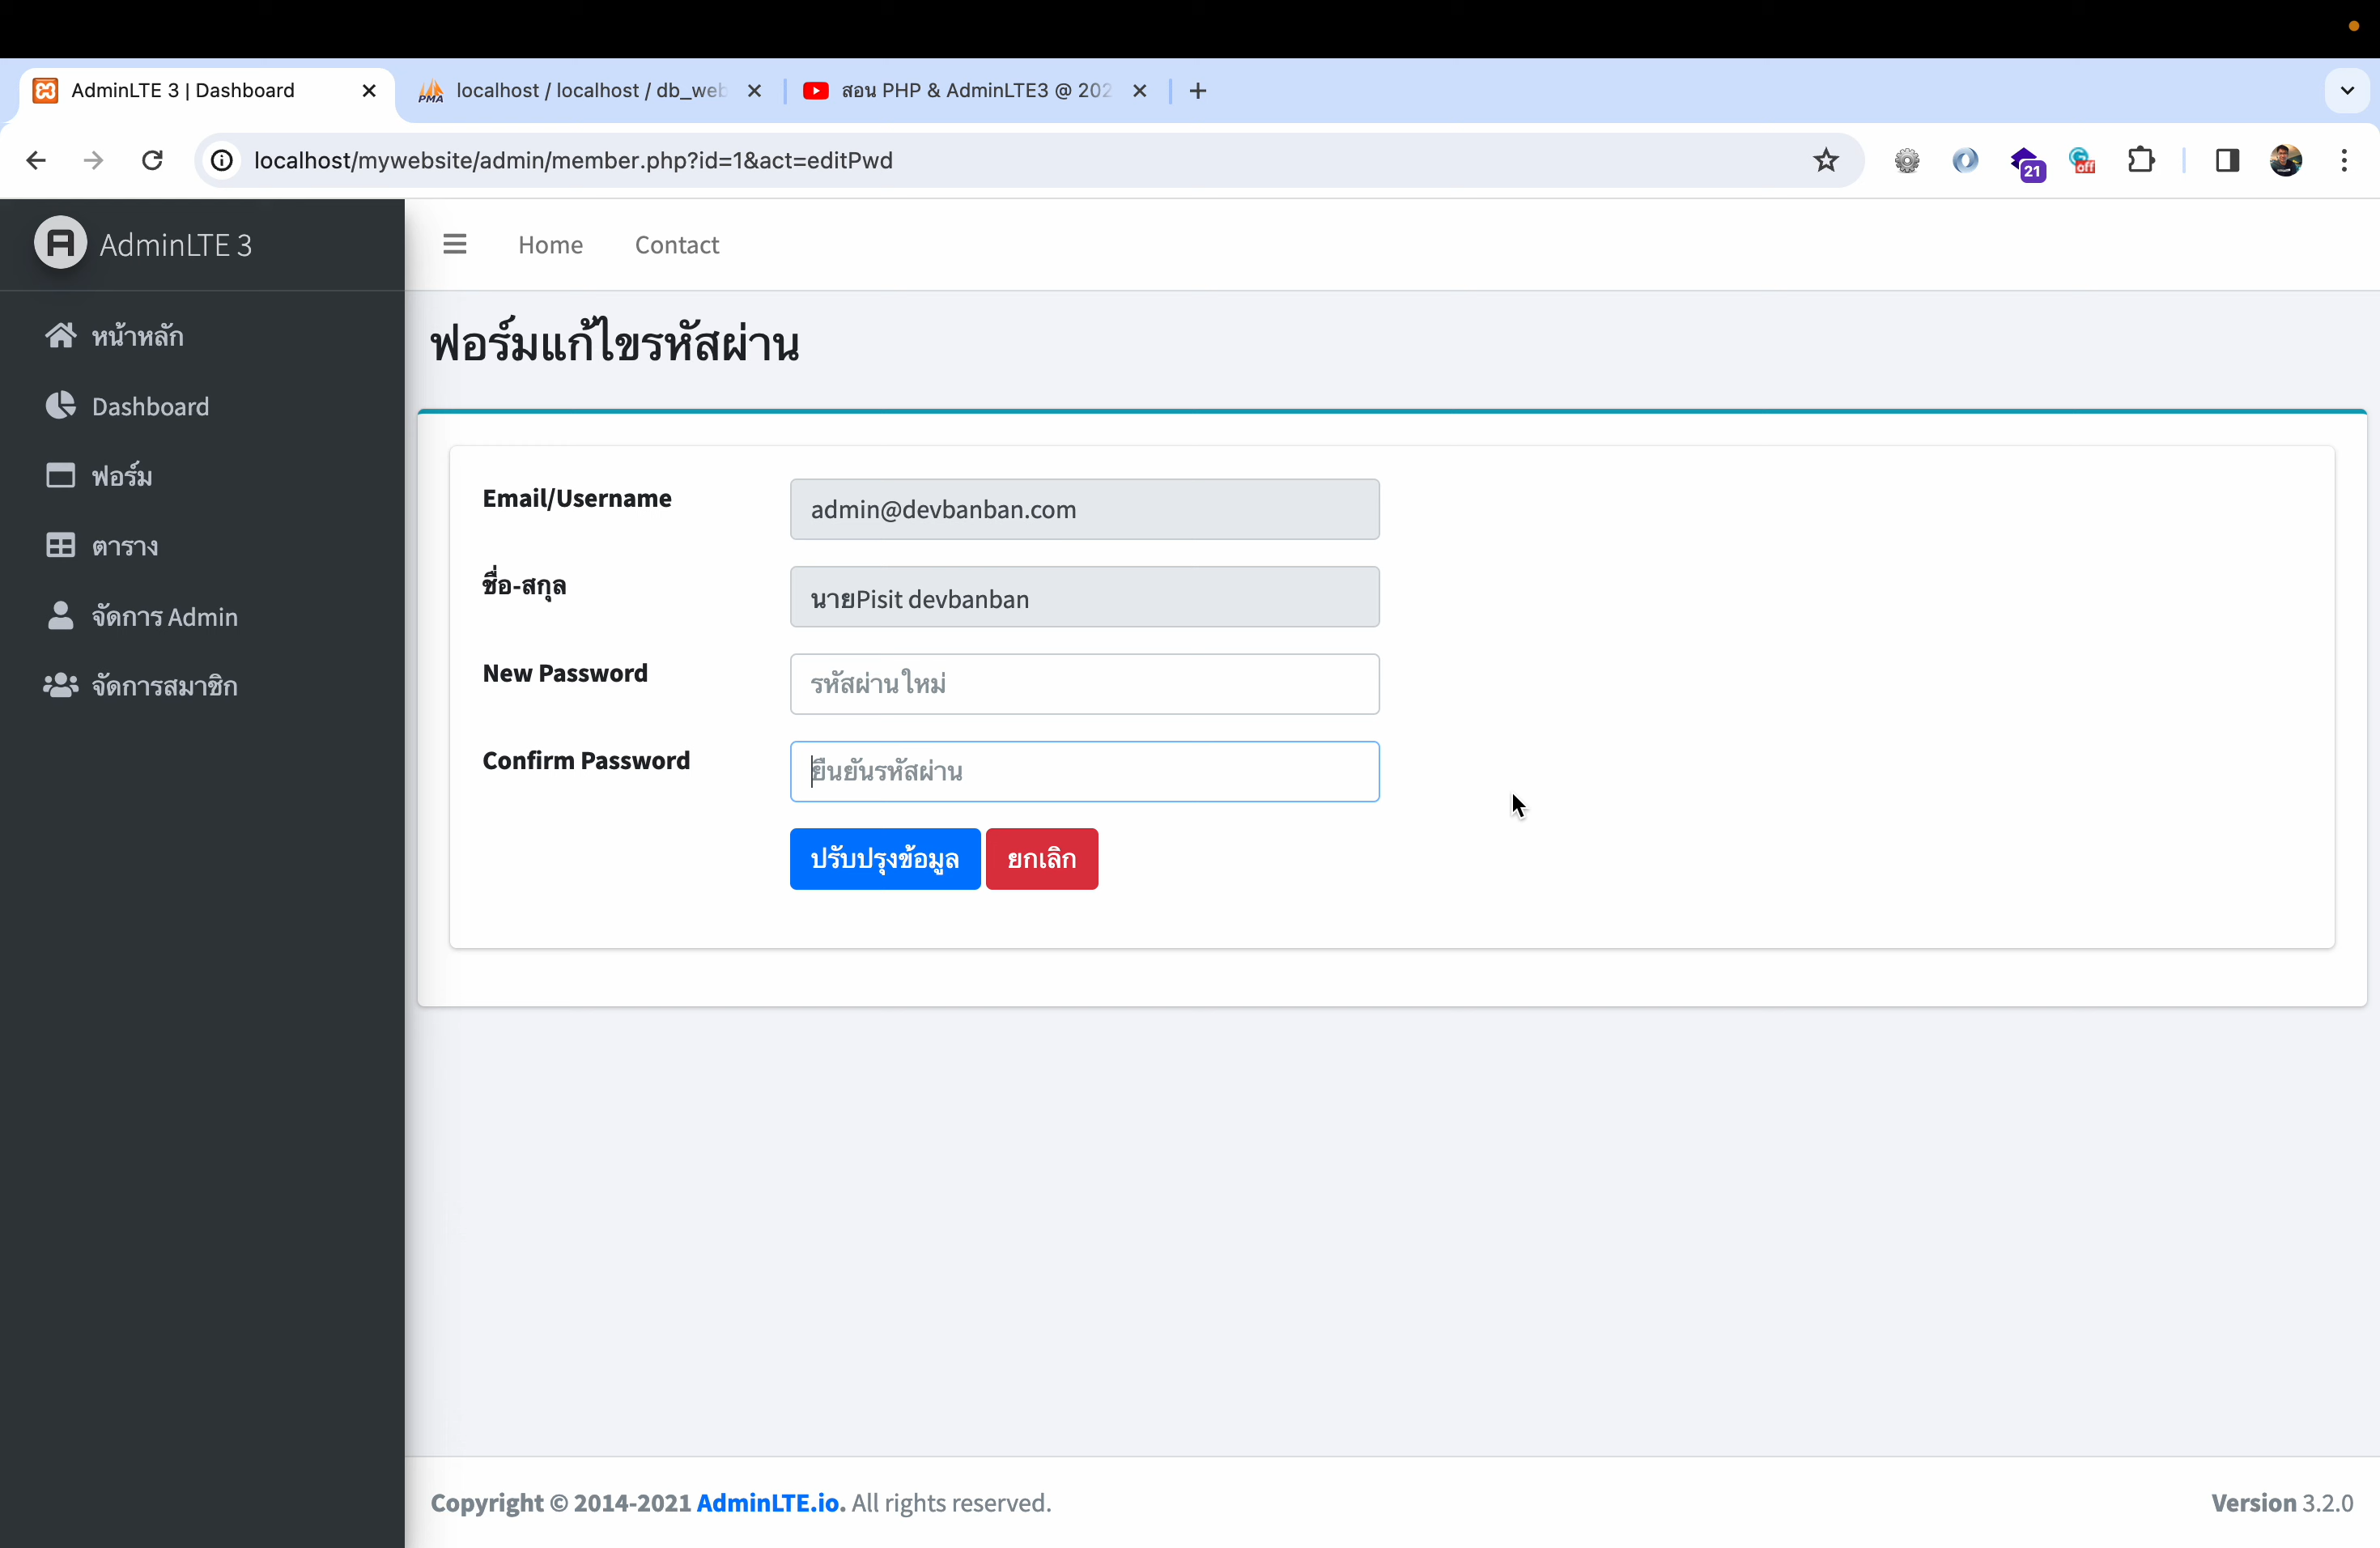 AdminLTE 3 | Dashboard
localhost / localhost / db_web
สอน PHP & AdminLTE3 @ 202
localhost/mywebsite/admin/member.php?id=1&act=editPwd
21
off
AdminLTE 3
Home
Contact
หน้าหลัก
Dashboard
ฟอร์ม
ตาราง
จัดการ Admin
จัดการสมาชิก
ฟอร์มแก้ไขรหัสผ่าน
Email/Username
admin@devbanban.com
ชื่อ-สกุล
นายPisit devbanban
New Password
รหัสผ่านใหม่
Confirm Password
ยืนยันรหัสผ่าน
ปรับปรุงข้อมูล
ยกเลิก
Copyright © 2014-2021 AdminLTE.io. All rights reserved.
Version 3.2.0